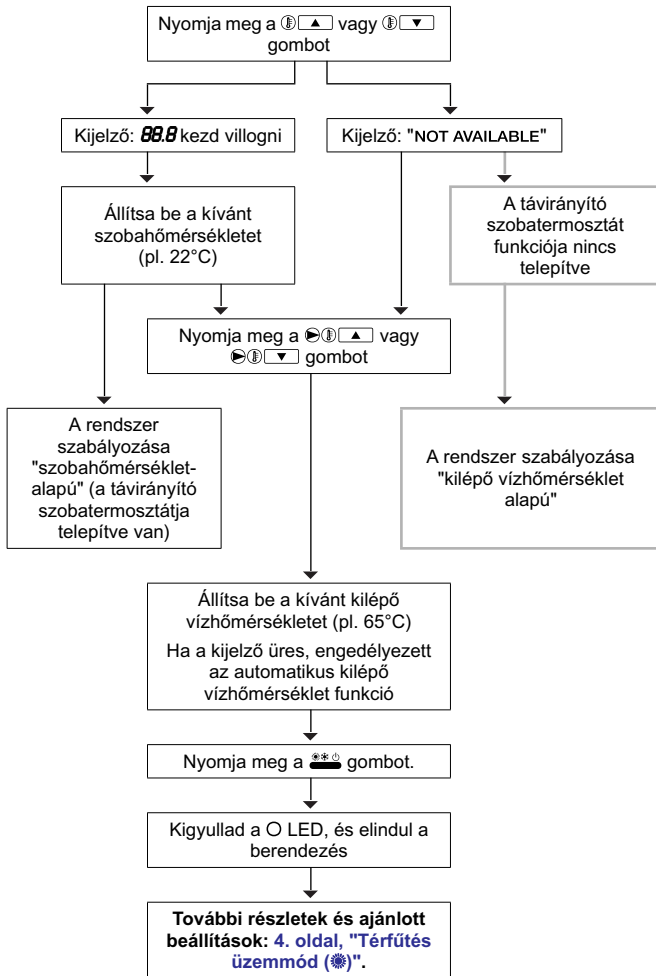 Nyomja meg a ▲ vagy ▼
gombot
Kijelző: 88.8 kezd villogni
Kijelző: "NOT AVAILABLE"
Állítsa be a kívánt
szobahőmérsékletet
(pl. 22°C)
A távirányító
szobatermosztát
funkciója nincs
telepítve
Nyomja meg a ▲ vagy
▼ gombot
A rendszer
szabályozása
"szobahőmérséklet-
alapú" (a távirányító
szobatermosztátja
telepítve van)
A rendszer szabályozása
"kilépő vízhőmérséklet
alapú"
Állítsa be a kívánt kilépő
vízhőmérsékletet (pl. 65°C)
Ha a kijelző üres, engedélyezett
az automatikus kilépő
vízhőmérséklet funkció
Nyomja meg a gombot.
Kigyullad a LED, és elindul a
berendezés
További részletek és ajánlott
beállítások: 4. oldal, "Térfűtés
üzemmód ()".